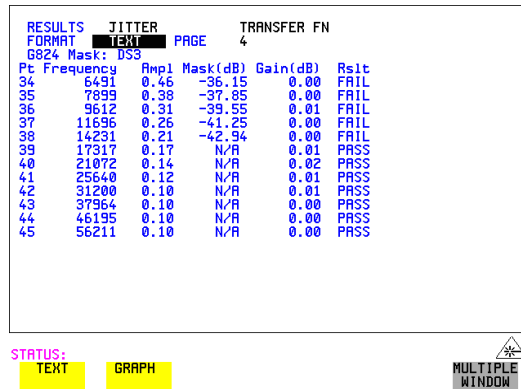 RESULTS JITTER TRANSFER FN
FORMAT TEXT PAGE 4
G824 Mask: DS3
Pt Frequency Ampl Mask(dB) Gain(dB) Rslt
34 6491 0.46 -36.15 0.00 FAIL
35 7899 0.38 -37.85 0.00 FAIL
36 9612 0.31 -39.55 0.01 FAIL
37 11696 0.26 -41.25 0.00 FAIL
38 14231 0.21 -42.94 0.00 FAIL
39 17317 0.17 N/A 0.01 PASS
40 21072 0.14 N/A 0.02 PASS
41 25640 0.12 N/A 0.01 PASS
42 31200 0.10 N/A 0.01 PASS
43 37964 0.10 N/A 0.00 PASS
44 46195 0.10 N/A 0.00 PASS
45 56211 0.10 N/A 0.00 PASS
STATUS:
TEXT GRAPH MULTIPLE
WINDOW